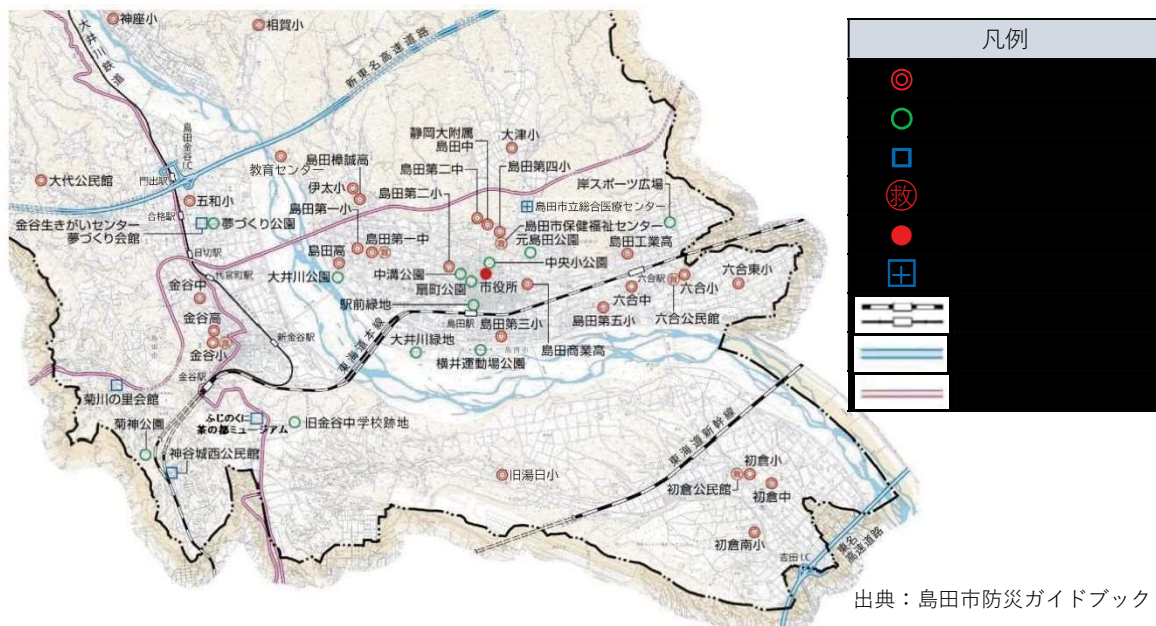 神座小
相賀小
大井川鉄道
新東名高速道路
凡例
救
島田金谷I.C
静岡大附属
島田中
大津小
島田樟誠高
教育センター
島田第二中
島田第四小
門出駅
大代公民館
伊太小
島田第二小
岸スポーツ広場
五和小
島田第一小
島田市立総合医療センター
合格駅
金谷生きがいセンター
夢づくり会館
夢づくり公園
島田第一中
島田市保健福祉センター
元島田公園
島田工業高
日切駅
島田高
中央小公園
代官町駅
大井川公園
中溝公園
扇町公園
市役所
六合駅
六合小
六合東小
金谷中
駅前緑地
六合中
六合公民館
島田駅
島田第三小
島田第五小
金谷高
新金谷駅
東海道本線
大井川緑地
島田商業高
金谷小
横井運動場公園
金谷駅
菊川の里会館
ふじのくに
茶の都ミュージアム
旧金谷中学校跡地
菊神公園
神谷城西公民館
東海道新幹線
旧湯日小
初倉小
初倉公民館
初倉中
初倉南小
吉田I.C
東名高速道路
出典：島田市防災ガイドブック